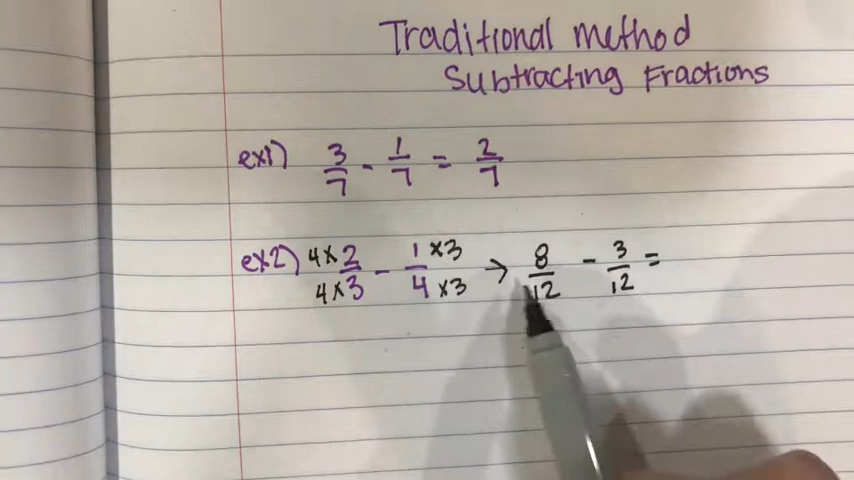 Traditional method
Subtracting Fractions
ex1) 3/7 - 1/7 = 2/7
ex2) 4×2/4×3 - 1×3/4×3 → 8/12 - 3/12 =